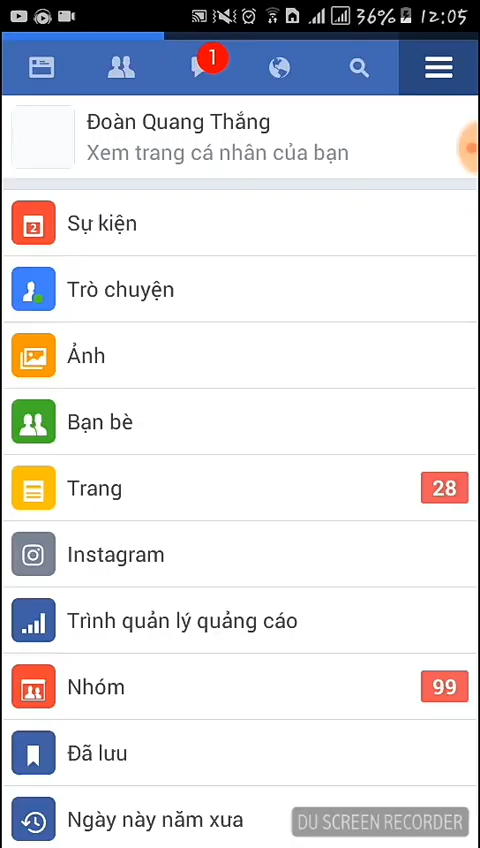 36% 12:05
1
Đoàn Quang Thắng
Xem trang cá nhân của bạn
2
Sự kiện
Trò chuyện
Ảnh
Bạn bè
Trang 28
Instagram
Trình quản lý quảng cáo
Nhóm 99
Đã lưu
Ngày này năm xưa
DU SCREEN RECORDER